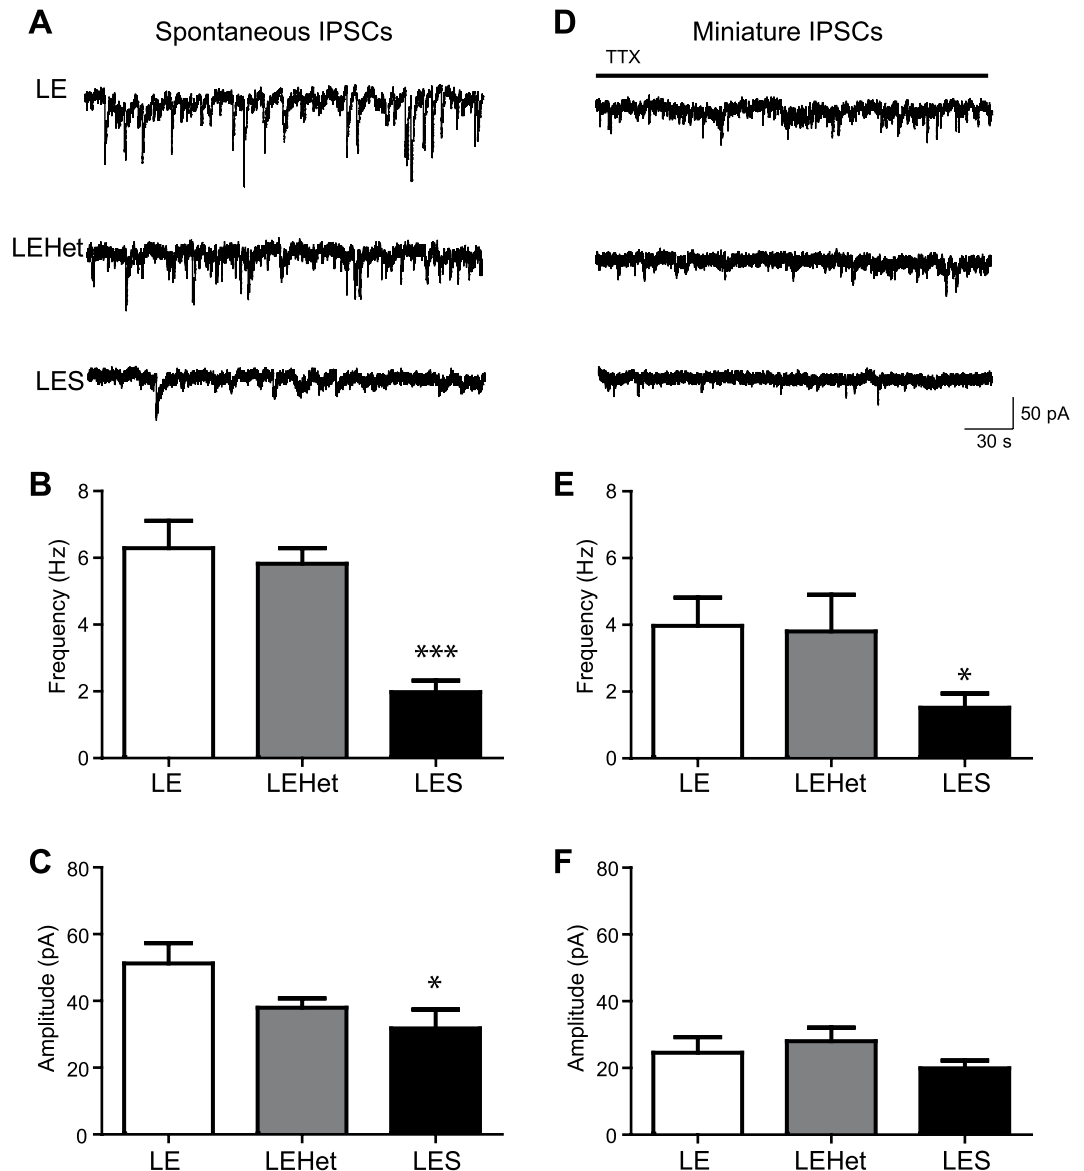 A
Spontaneous IPSCs
LE
LEHet
LES
D
Miniature IPSCs
TTX
50 pA
30 s
B
Frequency (Hz)
8
6
4
2
0
***
LE
LEHet
LES
E
Frequency (Hz)
8
6
4
2
0
*
LE
LEHet
LES
C
Amplitude (pA)
80
60
40
20
0
*
LE
LEHet
LES
F
Amplitude (pA)
80
60
40
20
0
LE
LEHet
LES